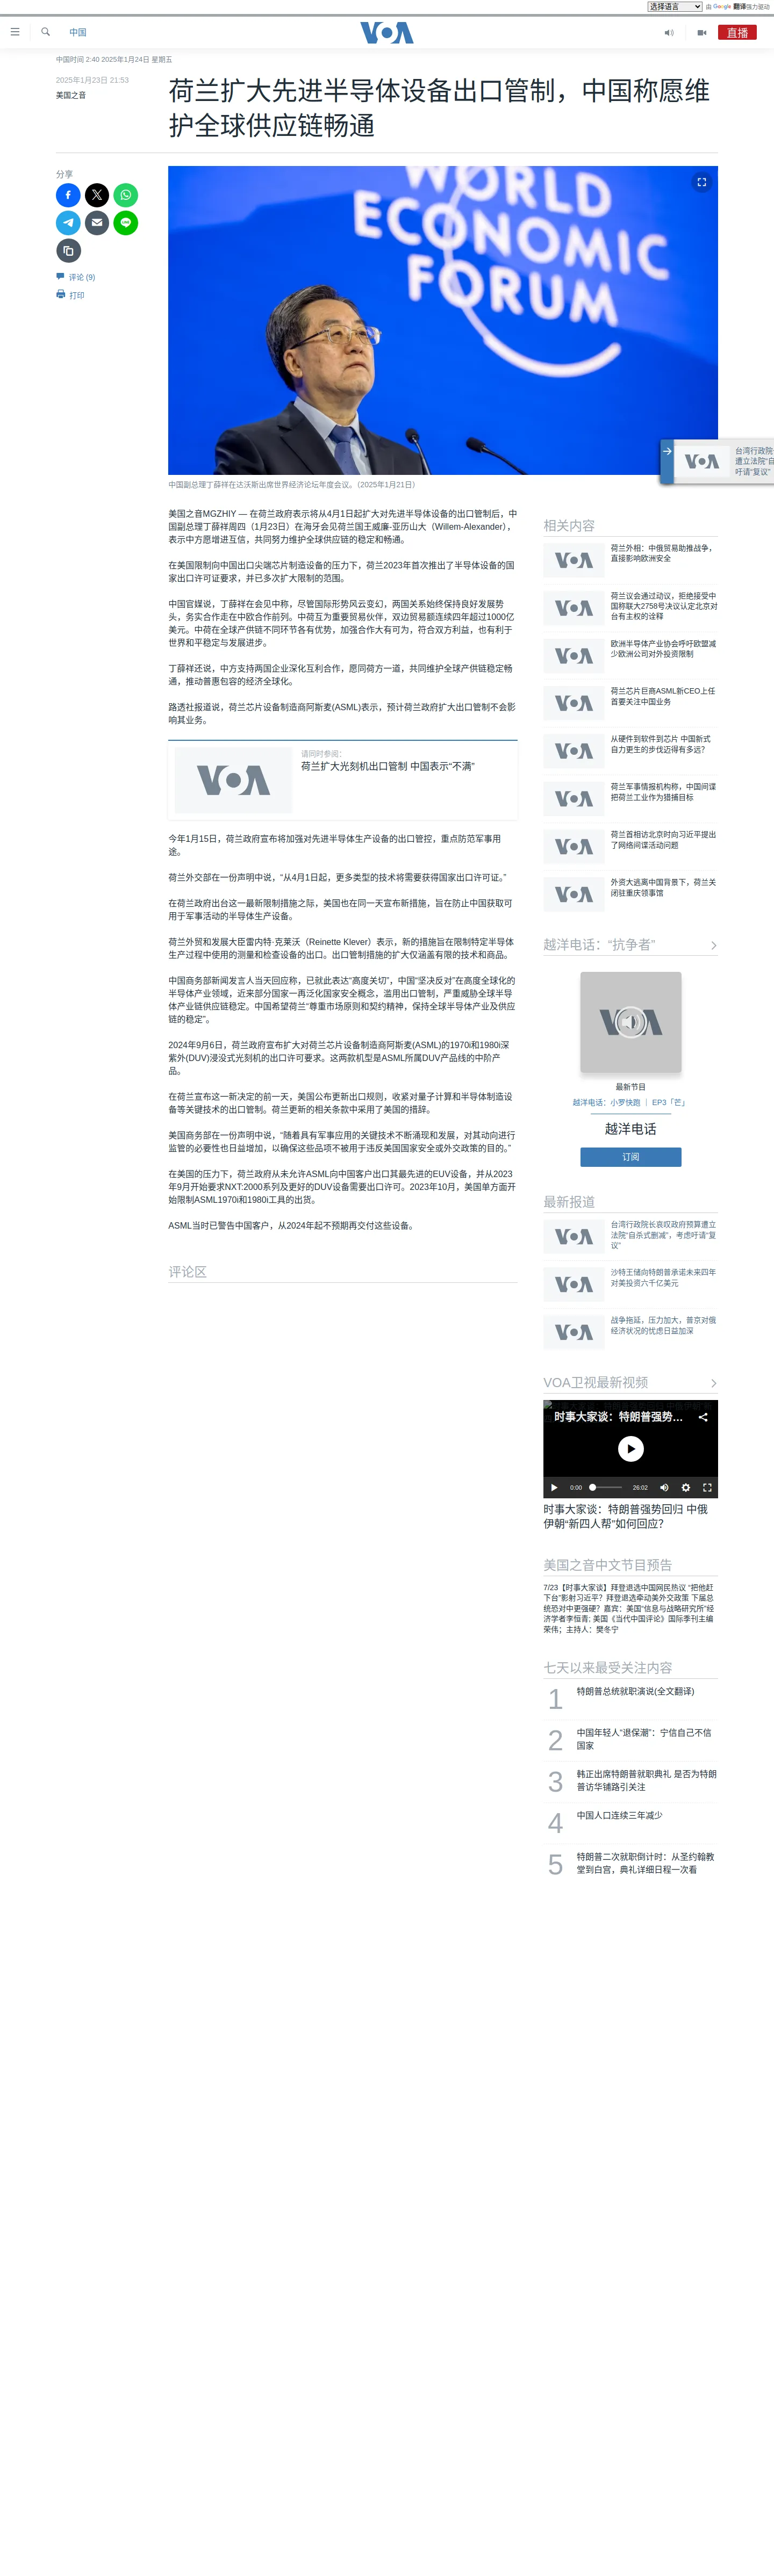 选择语言 由 Google 翻译强力驱动
中国
VOA
直播
中国时间 2:40 2025年1月24日 星期五
2025年1月23日 21:53
美国之音
荷兰扩大先进半导体设备出口管制，中国称愿维
护全球供应链畅通
分享
评论 (9)
打印
WORLD
ECONOMIC
FORUM
中国副总理丁薛祥在达沃斯出席世界经济论坛年度会议。（2025年1月21日）
台湾行政院
遭立法院“自
吁请“复议”
美国之音MGZHIY — 在荷兰政府表示将从4月1日起扩大对先进半导体设备的出口管制后，中
国副总理丁薛祥周四（1月23日）在海牙会见荷兰国王威廉-亚历山大（Willem-Alexander），
表示中方愿增进互信，共同努力维护全球供应链的稳定和畅通。
在美国限制向中国出口尖端芯片制造设备的压力下，荷兰2023年首次推出了半导体设备的国
家出口许可证要求，并已多次扩大限制的范围。
中国官媒说，丁薛祥在会见中称，尽管国际形势风云变幻，两国关系始终保持良好发展势
头，务实合作走在中欧合作前列。中荷互为重要贸易伙伴，双边贸易额连续四年超过1000亿
美元。中荷在全球产供链不同环节各有优势，加强合作大有可为，符合双方利益，也有利于
世界和平稳定与发展进步。
丁薛祥还说，中方支持两国企业深化互利合作，愿同荷方一道，共同维护全球产供链稳定畅
通，推动普惠包容的经济全球化。
路透社报道说，荷兰芯片设备制造商阿斯麦(ASML)表示，预计荷兰政府扩大出口管制不会影
响其业务。
VOA
请同时参阅：
荷兰扩大光刻机出口管制 中国表示“不满”
今年1月15日，荷兰政府宣布将加强对先进半导体生产设备的出口管控，重点防范军事用
途。
荷兰外交部在一份声明中说，“从4月1日起，更多类型的技术将需要获得国家出口许可证。”
在荷兰政府出台这一最新限制措施之际，美国也在同一天宣布新措施，旨在防止中国获取可
用于军事活动的半导体生产设备。
荷兰外贸和发展大臣雷内特·克莱沃（Reinette Klever）表示，新的措施旨在限制特定半导体
生产过程中使用的测量和检查设备的出口。出口管制措施的扩大仅涵盖有限的技术和商品。
中国商务部新闻发言人当天回应称，已就此表达“高度关切”，中国“坚决反对”在高度全球化的
半导体产业领域，近来部分国家一再泛化国家安全概念，滥用出口管制，严重威胁全球半导
体产业链供应链稳定。中国希望荷兰“尊重市场原则和契约精神，保持全球半导体产业及供应
链的稳定”。
2024年9月6日，荷兰政府宣布扩大对荷兰芯片设备制造商阿斯麦(ASML)的1970i和1980i深
紫外(DUV)浸没式光刻机的出口许可要求。这两款机型是ASML所属DUV产品线的中阶产
品。
在荷兰宣布这一新决定的前一天，美国公布更新出口规则，收紧对量子计算和半导体制造设
备等关键技术的出口管制。荷兰更新的相关条款中采用了美国的措辞。
美国商务部在一份声明中说，“随着具有军事应用的关键技术不断涌现和发展，对其动向进行
监管的必要性也日益增加，以确保这些品项不被用于违反美国国家安全或外交政策的目的。”
在美国的压力下，荷兰政府从未允许ASML向中国客户出口其最先进的EUV设备，并从2023
年9月开始要求NXT:2000系列及更好的DUV设备需要出口许可。2023年10月，美国单方面开
始限制ASML1970i和1980i工具的出货。
ASML当时已警告中国客户，从2024年起不预期再交付这些设备。
评论区
相关内容
荷兰外相：中俄贸易助推战争，
直接影响欧洲安全
荷兰议会通过动议，拒绝接受中
国称联大2758号决议认定北京对
台有主权的诠释
欧洲半导体产业协会呼吁欧盟减
少欧洲公司对外投资限制
荷兰芯片巨商ASML新CEO上任
首要关注中国业务
从硬件到软件到芯片 中国新式
自力更生的步伐迈得有多远？
荷兰军事情报机构称，中国间谍
把荷兰工业作为猎捕目标
荷兰首相访北京时向习近平提出
了网络间谍活动问题
外资大逃离中国背景下，荷兰关
闭驻重庆领事馆
越洋电话：“抗争者”
最新节目
越洋电话：小罗快跑 ｜ EP3「芒」
越洋电话
订阅
最新报道
台湾行政院长哀叹政府预算遭立
法院“自杀式删减”，考虑吁请“复
议”
沙特王储向特朗普承诺未来四年
对美投资六千亿美元
战争拖延，压力加大，普京对俄
经济状况的忧虑日益加深
VOA卫视最新视频
时事大家谈：特朗普强势…
0:00 26:02
时事大家谈：特朗普强势回归 中俄
伊朝“新四人帮”如何回应？
美国之音中文节目预告
7/23【时事大家谈】拜登退选中国网民热议 “把他赶
下台”影射习近平？拜登退选牵动美外交政策 下届总
统恐对中更强硬？嘉宾：美国“信息与战略研究所”经
济学者李恒青; 美国《当代中国评论》国际季刊主编
荣伟；主持人：樊冬宁
七天以来最受关注内容
1 特朗普总统就职演说(全文翻译)
2 中国年轻人“退保潮”：宁信自己不信
国家
3 韩正出席特朗普就职典礼 是否为特朗
普访华铺路引关注
4 中国人口连续三年减少
5 特朗普二次就职倒计时：从圣约翰教
堂到白宫，典礼详细日程一次看